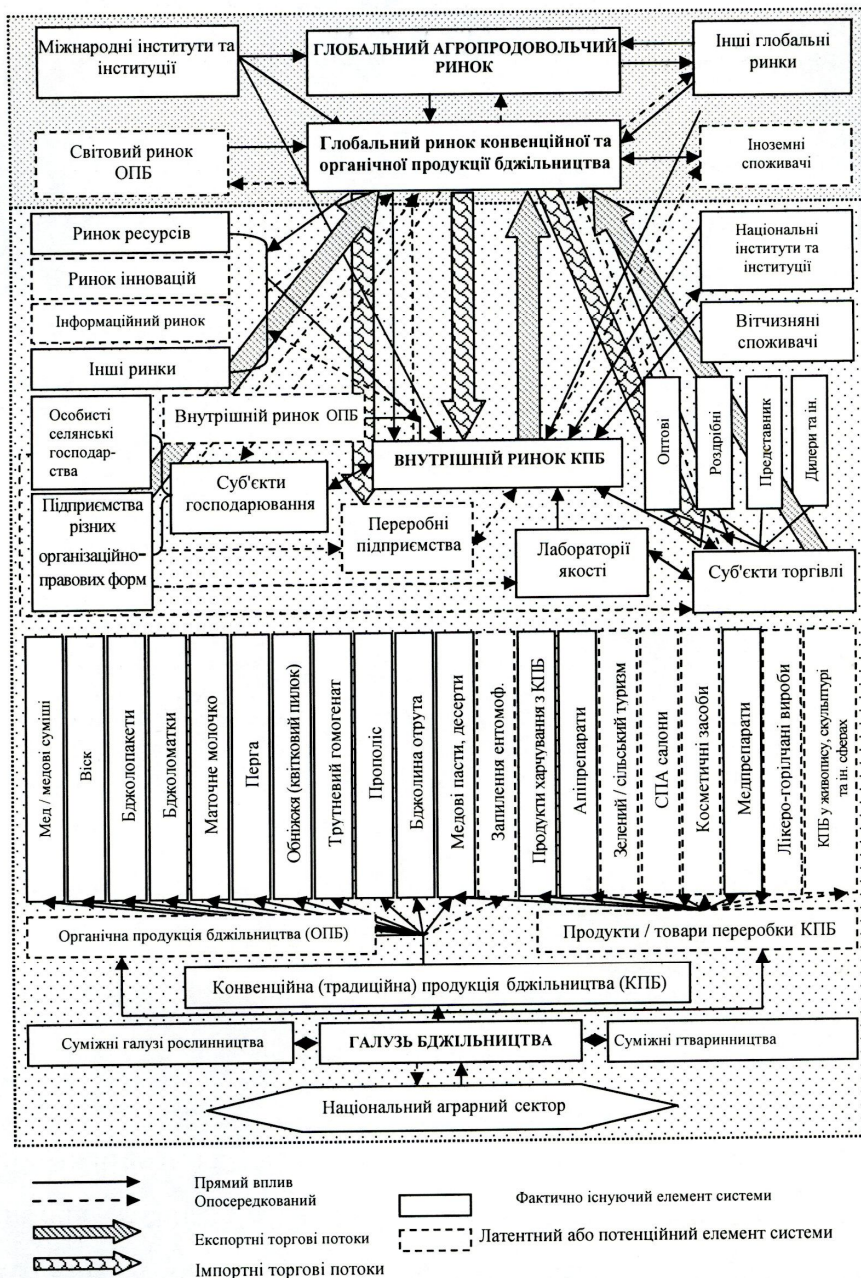 Міжнародні інститути та
інституції
ГЛОБАЛЬНИЙ АГРОПРОДОВОЛЬЧИЙ
РИНОК
Інші глобальні
ринки
Світовий ринок
ОПБ
Глобальний ринок конвенційної та
органічної продукції бджільництва
Іноземні
споживачі
Ринок ресурсів
Ринок інновацій
Інформаційний ринок
Інші ринки
Національні
інститути та
інституції
Вітчизняні
споживачі
Особисті
селянські
господар-
ства
Внутрішній ринок ОПБ
ВНУТРІШНІЙ РИНОК КПБ
Оптові
Роздрібні
Представник
Дилери та ін.
Підприємства
різних
організаційно-
правових форм
Суб'єкти
господарювання
Переробні
підприємства
Лабораторії
якості
Суб'єкти торгівлі
Мед / медові суміші
Віск
Бджолопакети
Бджоломатки
Маточне молочко
Перга
Обніжжя (квітковий пилок)
Трутневий гомогенат
Прополіс
Бджолина отрута
Медові пасти, десерти
Запилення ентомоф.
Продукти харчування з КПБ
Апіпрепарати
Зелений / сільський туризм
СПА салони
Косметичні засоби
Медпрепарати
Лікеро-горілчані вироби
КПБ у живопису, скульптурі
та ін. сферах
Органічна продукція бджільництва (ОПБ)
Продукти / товари переробки КПБ
Конвенційна (традиційна) продукція бджільництва (КПБ)
Суміжні галузі рослинництва
ГАЛУЗЬ БДЖІЛЬНИЦТВА
Суміжні гтваринництва
Національний аграрний сектор
Прямий вплив
Опосередкований
Експортні торгові потоки
Імпортні торгові потоки
Фактично існуючий елемент системи
Латентний або потенційний елемент системи